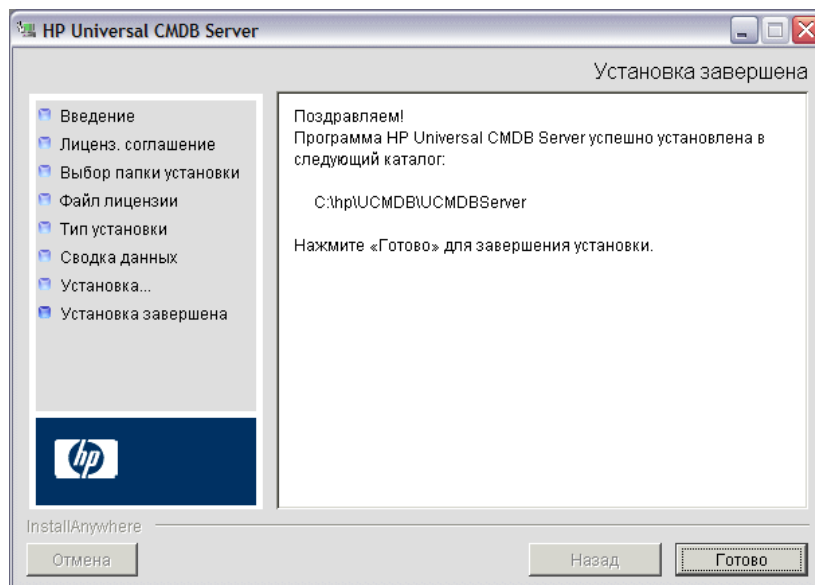 HP Universal CMDB Server
Установка завершена
Введение
Лиценз. соглашение
Выбор папки установки
Файл лицензии
Тип установки
Сводка данных
Установка...
Установка завершена
Поздравляем!
Программа HP Universal CMDB Server успешно установлена в
следующий каталог:
C:\hp\UCMDB\UCMDBServer
Нажмите «Готово» для завершения установки.
hp
InstallAnywhere
Отмена
Назад
Готово